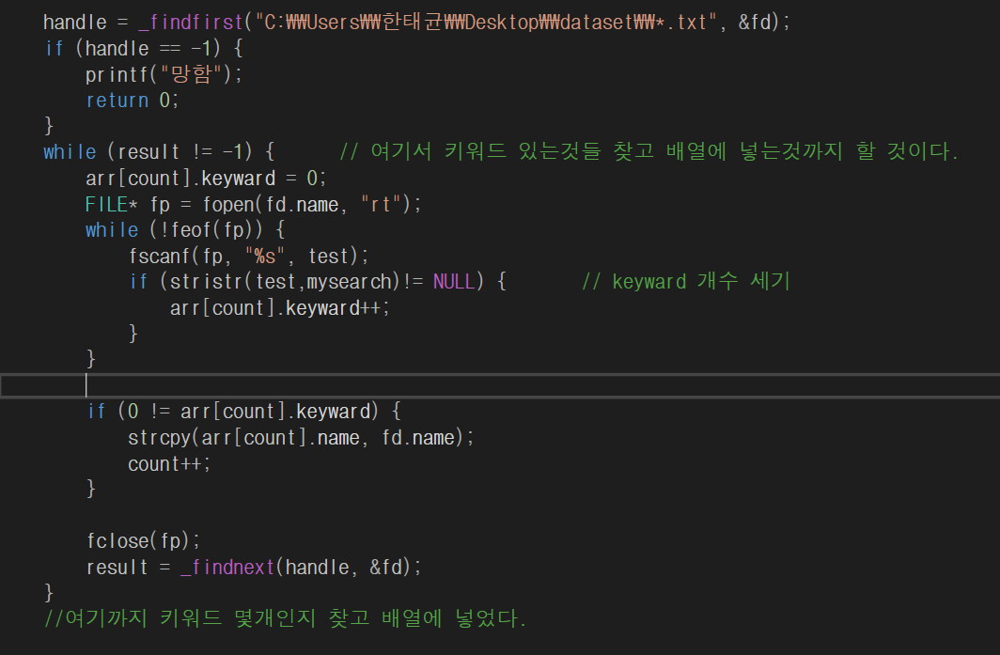 handle = _findfirst("C:₩₩Users₩₩한태균₩₩Desktop₩₩dataset₩₩*.txt", &fd);
if (handle == -1) {
printf("망함");
return 0;
}
while (result != -1) { // 여기서 키워드 있는것들 찾고 배열에 넣는것까지 할 것이다.
arr[count].keyward = 0;
FILE* fp = fopen(fd.name, "rt");
while (!feof(fp)) {
fscanf(fp, "%s", test);
if (stristr(test,mysearch)!= NULL) { // keyward 개수 세기
arr[count].keyward++;
}
}
if (0 != arr[count].keyward) {
strcpy(arr[count].name, fd.name);
count++;
}
fclose(fp);
result = _findnext(handle, &fd);
}
//여기까지 키워드 몇개인지 찾고 배열에 넣었다.